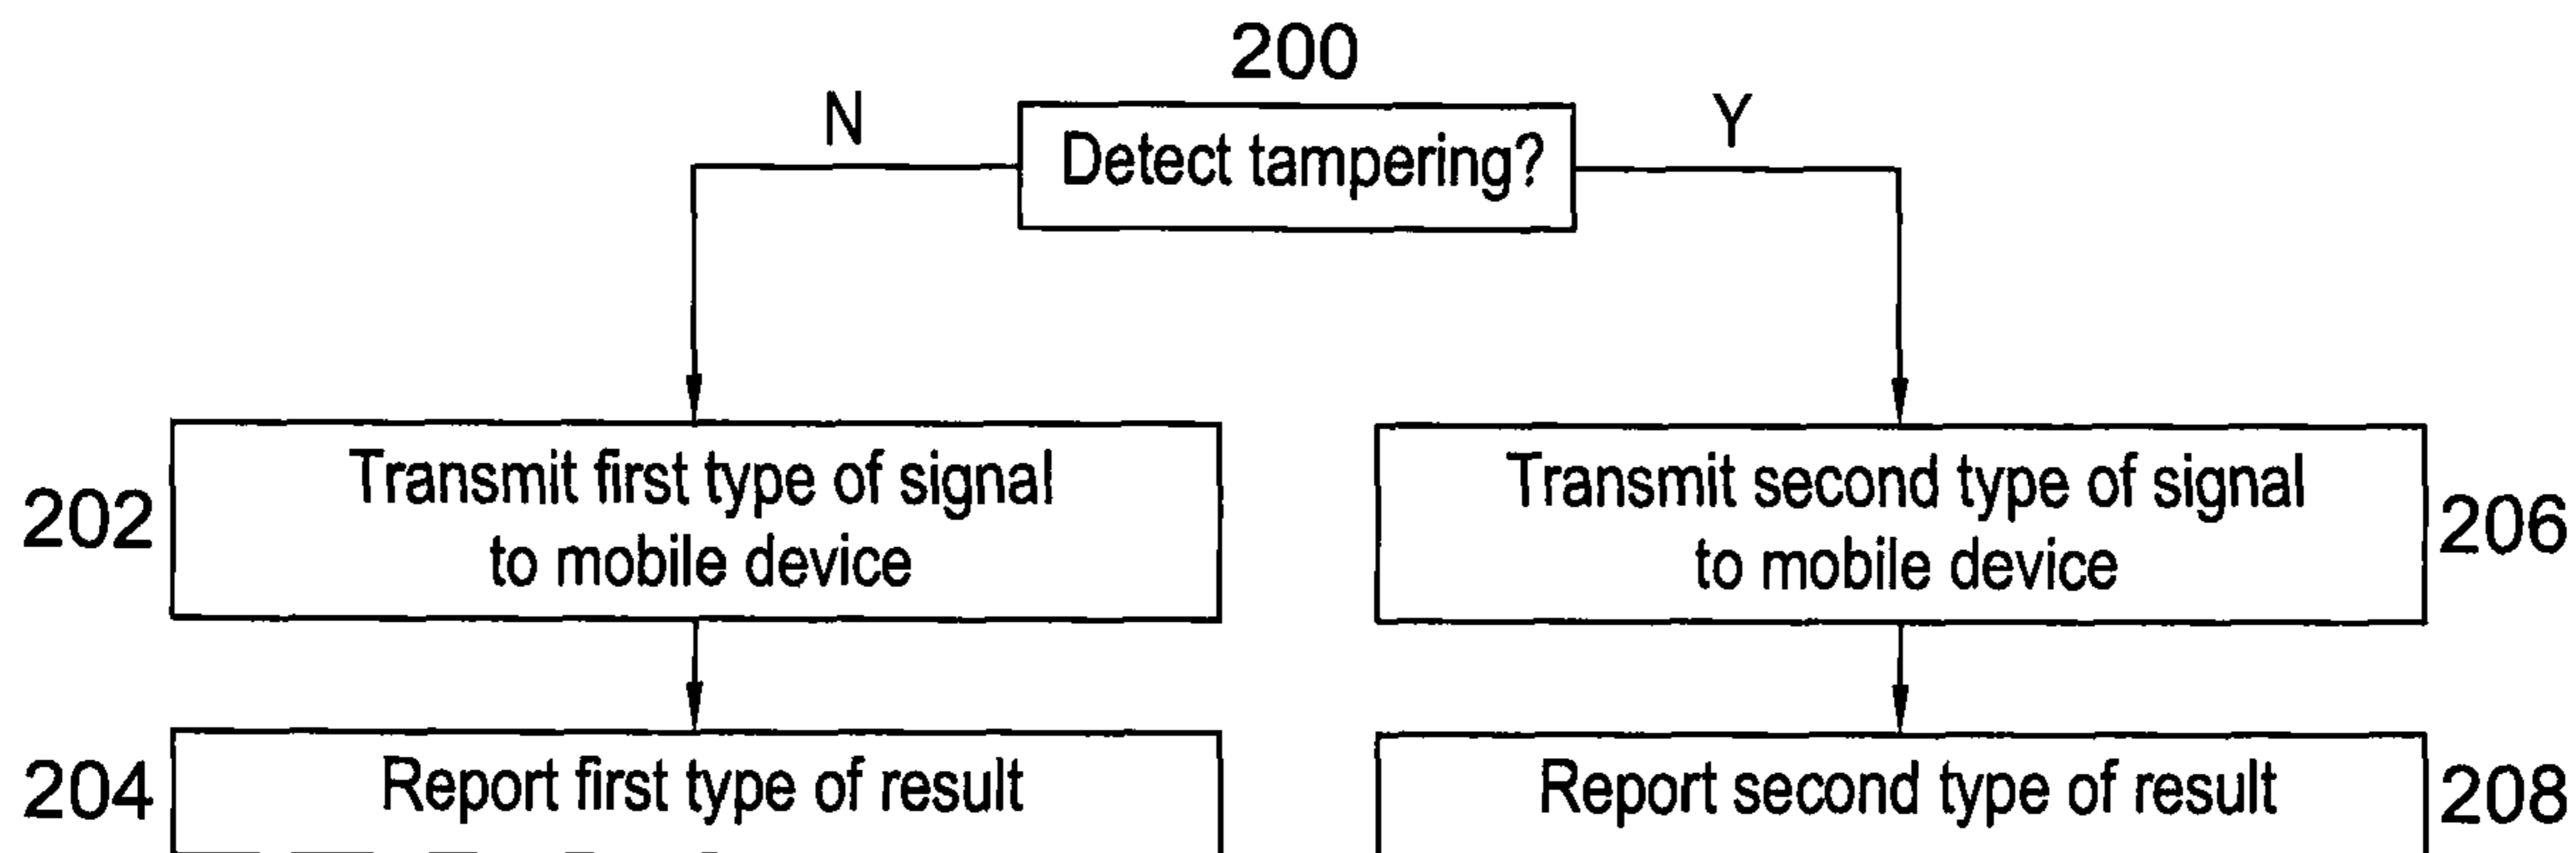 200
N
Detect tampering?
Y
202
Transmit first type of signal
to mobile device
Transmit second type of signal
to mobile device
206
204
Report first type of result
Report second type of result
208